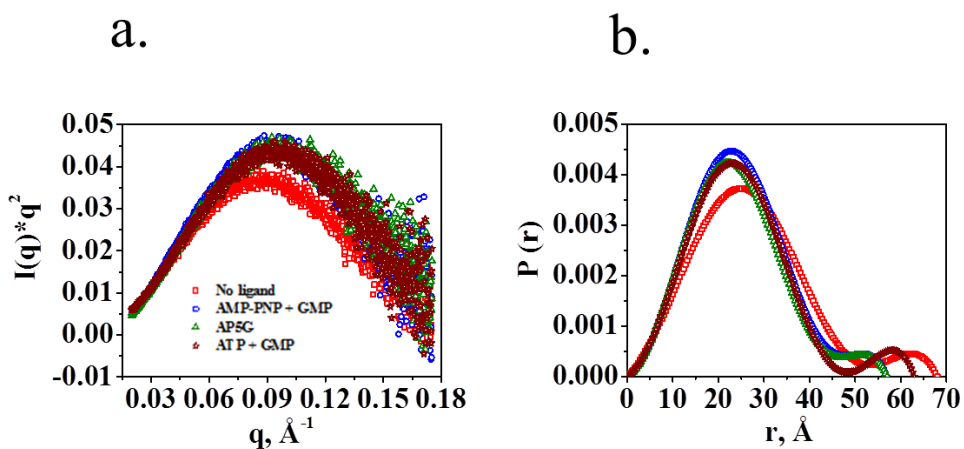 a.
b.
0.05
0.04
0.03
0.02
0.01
0.00
-0.01
I(q)*q²
No ligand
AMP-PNP + GMP
AP5G
ATP + GMP
0.03 0.06 0.09 0.12 0.15 0.18
q, Å⁻¹
0.005
0.004
0.003
0.002
0.001
0.000
P (r)
0 10 20 30 40 50 60 70
r, Å